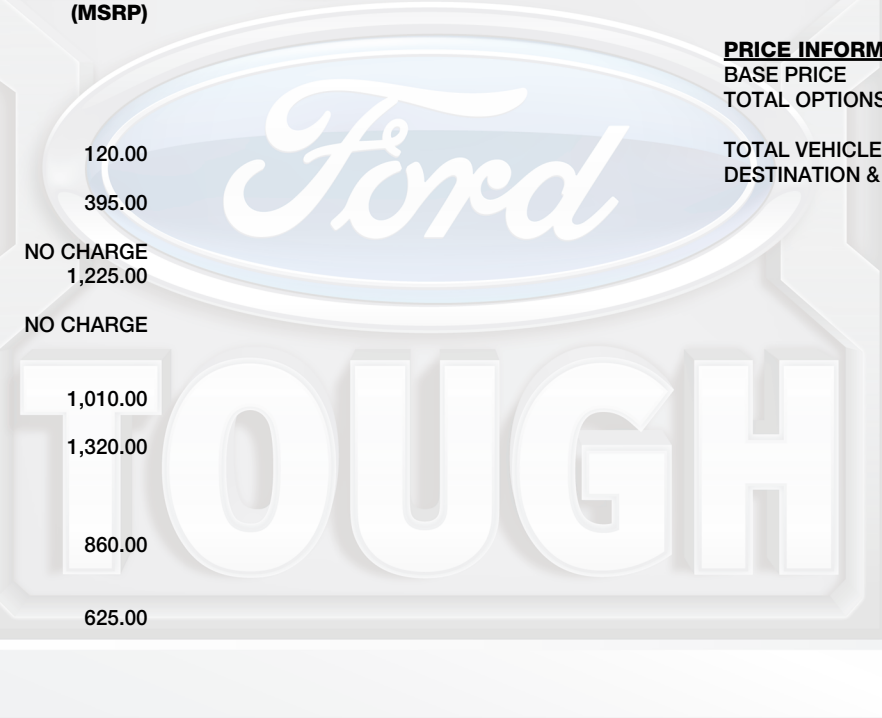 (MSRP)
PRICE INFORM
BASE PRICE
TOTAL OPTIONS
120.00
TOTAL VEHICLE
DESTINATION &
395.00
NO CHARGE
1,225.00
NO CHARGE
1,010.00
1,320.00
860.00
625.00
Ford
TOUGH